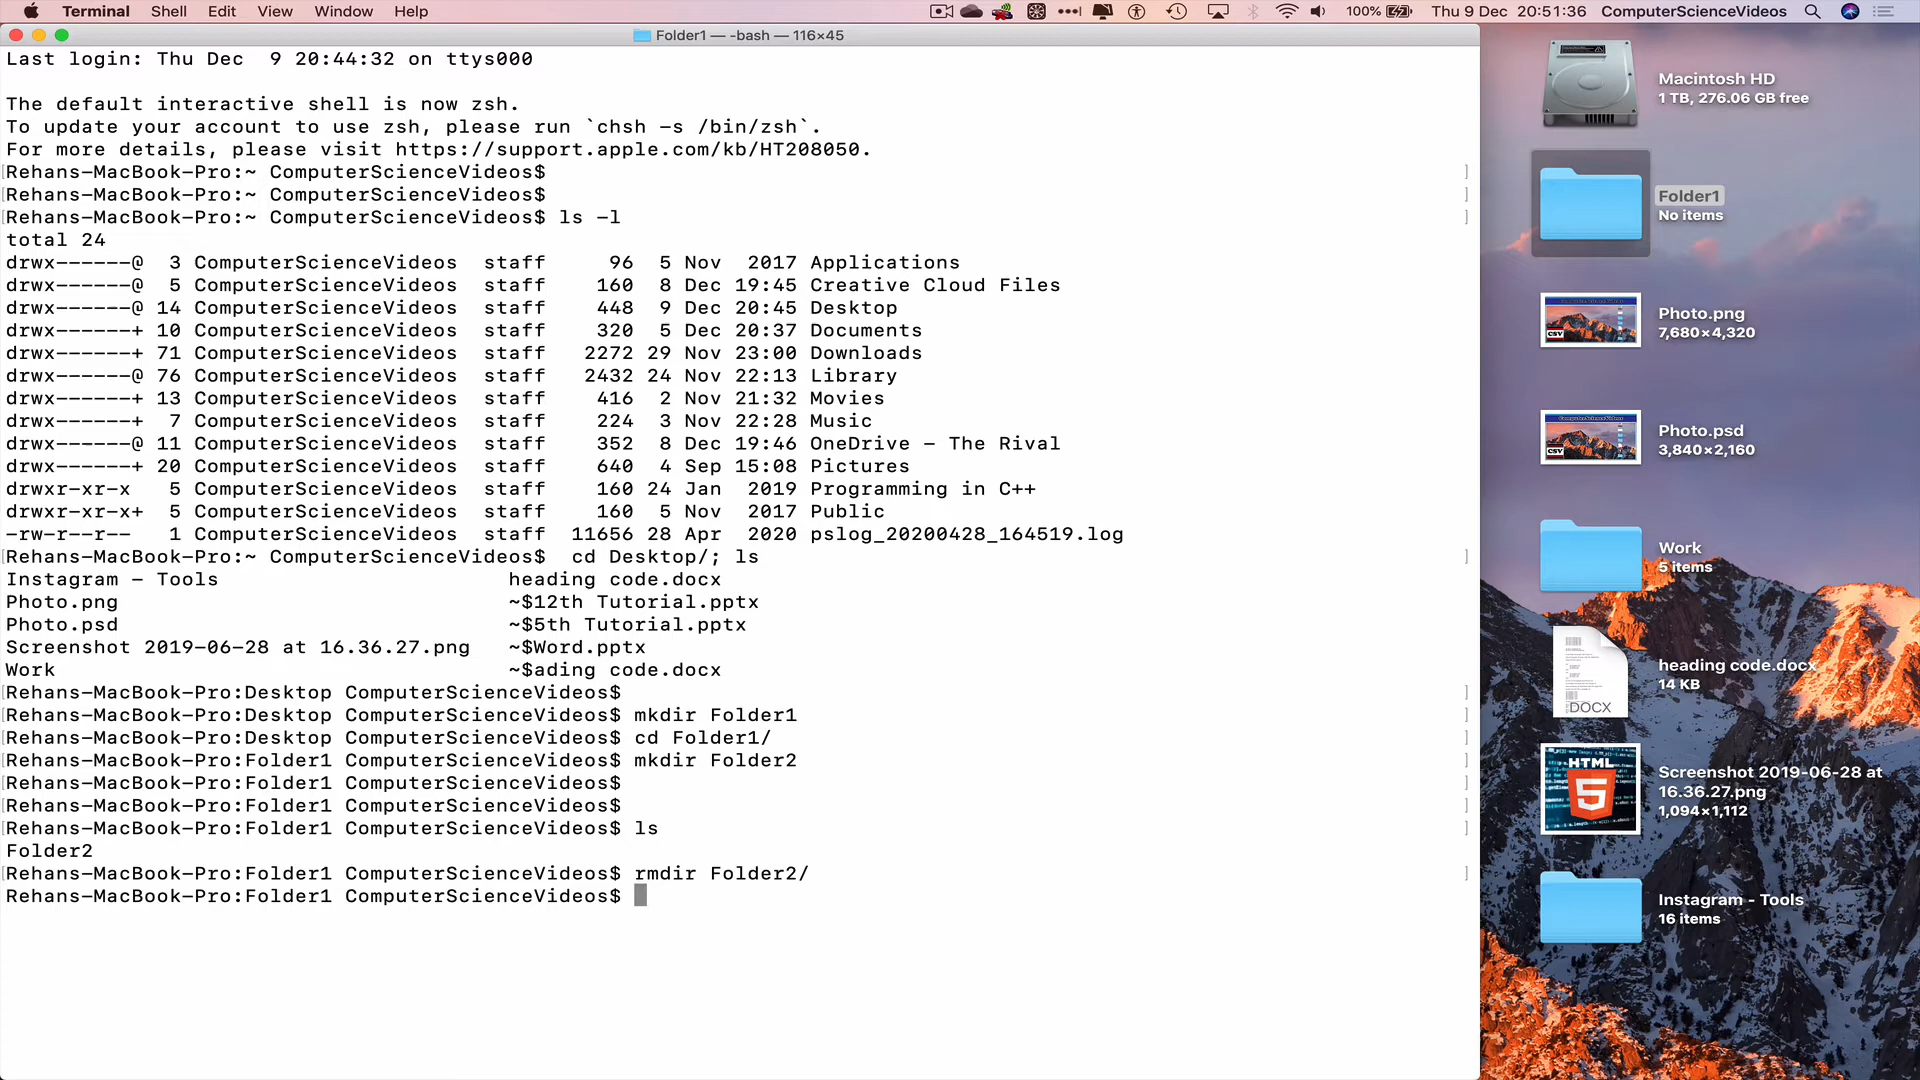 Terminal Shell Edit View Window Help 100% Thu 9 Dec 20:51:36 ComputerScienceVideos
Folder1 — -bash — 116×45
Last login: Thu Dec  9 20:44:32 on ttys000
The default interactive shell is now zsh.
To update your account to use zsh, please run `chsh -s /bin/zsh`.
For more details, please visit https://support.apple.com/kb/HT208050.
Rehans-MacBook-Pro:~ ComputerScienceVideos$
Rehans-MacBook-Pro:~ ComputerScienceVideos$
Rehans-MacBook-Pro:~ ComputerScienceVideos$ ls -l
total 24
drwx------@  3 ComputerScienceVideos  staff     96  5 Nov  2017 Applications
drwx------@  5 ComputerScienceVideos  staff    160  8 Dec 19:45 Creative Cloud Files
drwx------@ 14 ComputerScienceVideos  staff    448  9 Dec 20:45 Desktop
drwx------+ 10 ComputerScienceVideos  staff    320  5 Dec 20:37 Documents
drwx------+ 71 ComputerScienceVideos  staff   2272 29 Nov 23:00 Downloads
drwx------@ 76 ComputerScienceVideos  staff   2432 24 Nov 22:13 Library
drwx------+ 13 ComputerScienceVideos  staff    416  2 Nov 21:32 Movies
drwx------+  7 ComputerScienceVideos  staff    224  3 Nov 22:28 Music
drwx------@ 11 ComputerScienceVideos  staff    352  8 Dec 19:46 OneDrive - The Rival
drwx------+ 20 ComputerScienceVideos  staff    640  4 Sep 15:08 Pictures
drwxr-xr-x   5 ComputerScienceVideos  staff    160 24 Jan  2019 Programming in C++
drwxr-xr-x+  5 ComputerScienceVideos  staff    160  5 Nov  2017 Public
-rw-r--r--   1 ComputerScienceVideos  staff  11656 28 Apr  2020 pslog_20200428_164519.log
Rehans-MacBook-Pro:~ ComputerScienceVideos$  cd Desktop/; ls
Instagram - Tools                       heading code.docx
Photo.png                               ~$12th Tutorial.pptx
Photo.psd                               ~$5th Tutorial.pptx
Screenshot 2019-06-28 at 16.36.27.png   ~$Word.pptx
Work                                    ~$ading code.docx
Rehans-MacBook-Pro:Desktop ComputerScienceVideos$
Rehans-MacBook-Pro:Desktop ComputerScienceVideos$ mkdir Folder1
Rehans-MacBook-Pro:Desktop ComputerScienceVideos$ cd Folder1/
Rehans-MacBook-Pro:Folder1 ComputerScienceVideos$ mkdir Folder2
Rehans-MacBook-Pro:Folder1 ComputerScienceVideos$
Rehans-MacBook-Pro:Folder1 ComputerScienceVideos$
Rehans-MacBook-Pro:Folder1 ComputerScienceVideos$ ls
Folder2
Rehans-MacBook-Pro:Folder1 ComputerScienceVideos$ rmdir Folder2/
Rehans-MacBook-Pro:Folder1 ComputerScienceVideos$
Macintosh HD
1 TB, 276.06 GB free
Folder1
No items
Photo.png
7,680×4,320
Photo.psd
3,840×2,160
Work
5 items
heading code.docx
14 KB
DOCX
HTML
5
Screenshot 2019-06-28 at
16.36.27.png
1,094×1,112
Instagram - Tools
16 items